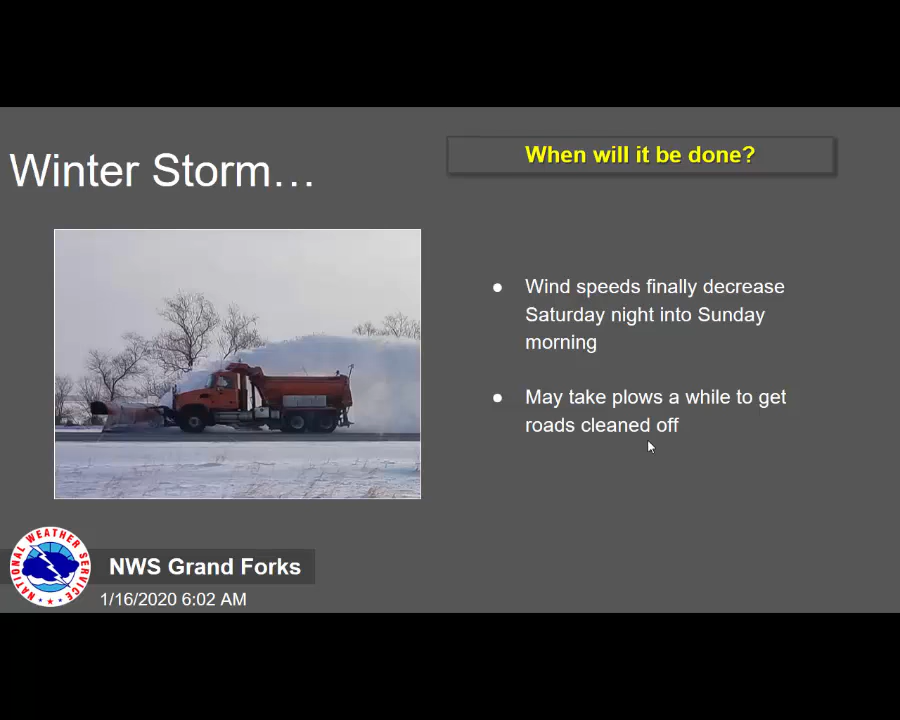 Winter Storm…
When will it be done?
● Wind speeds finally decrease
Saturday night into Sunday
morning
● May take plows a while to get
roads cleaned off
NATIONAL WEATHER SERVICE
NWS Grand Forks
1/16/2020 6:02 AM